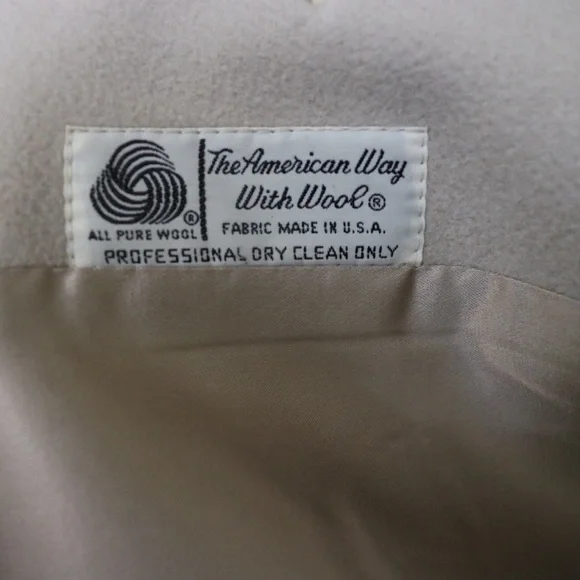 The American Way
With Wool®
® 
ALL PURE WOOL
FABRIC MADE IN U.S.A.
PROFESSIONAL DRY CLEAN ONLY